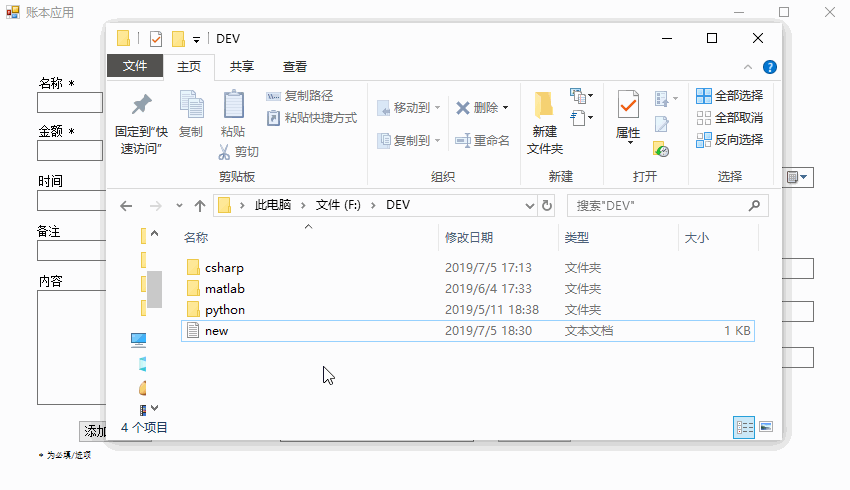 账本应用
DEV
文件 主页 共享 查看
固定到“快速访问”
复制
粘贴
剪切
复制路径
粘贴快捷方式
剪贴板
移动到
复制到
删除
重命名
组织
新建
文件夹
新建
属性
打开
全部选择
全部取消
反向选择
选择
此电脑 文件 (F:) DEV
搜索"DEV"
名称 修改日期 类型 大小
csharp 2019/7/5 17:13 文件夹
matlab 2019/6/4 17:33 文件夹
python 2019/5/11 18:38 文件夹
new 2019/7/5 18:30 文本文档 1 KB
4 个项目
名称 *
金额 *
时间
备注
内容
添加
* 为必填/选项